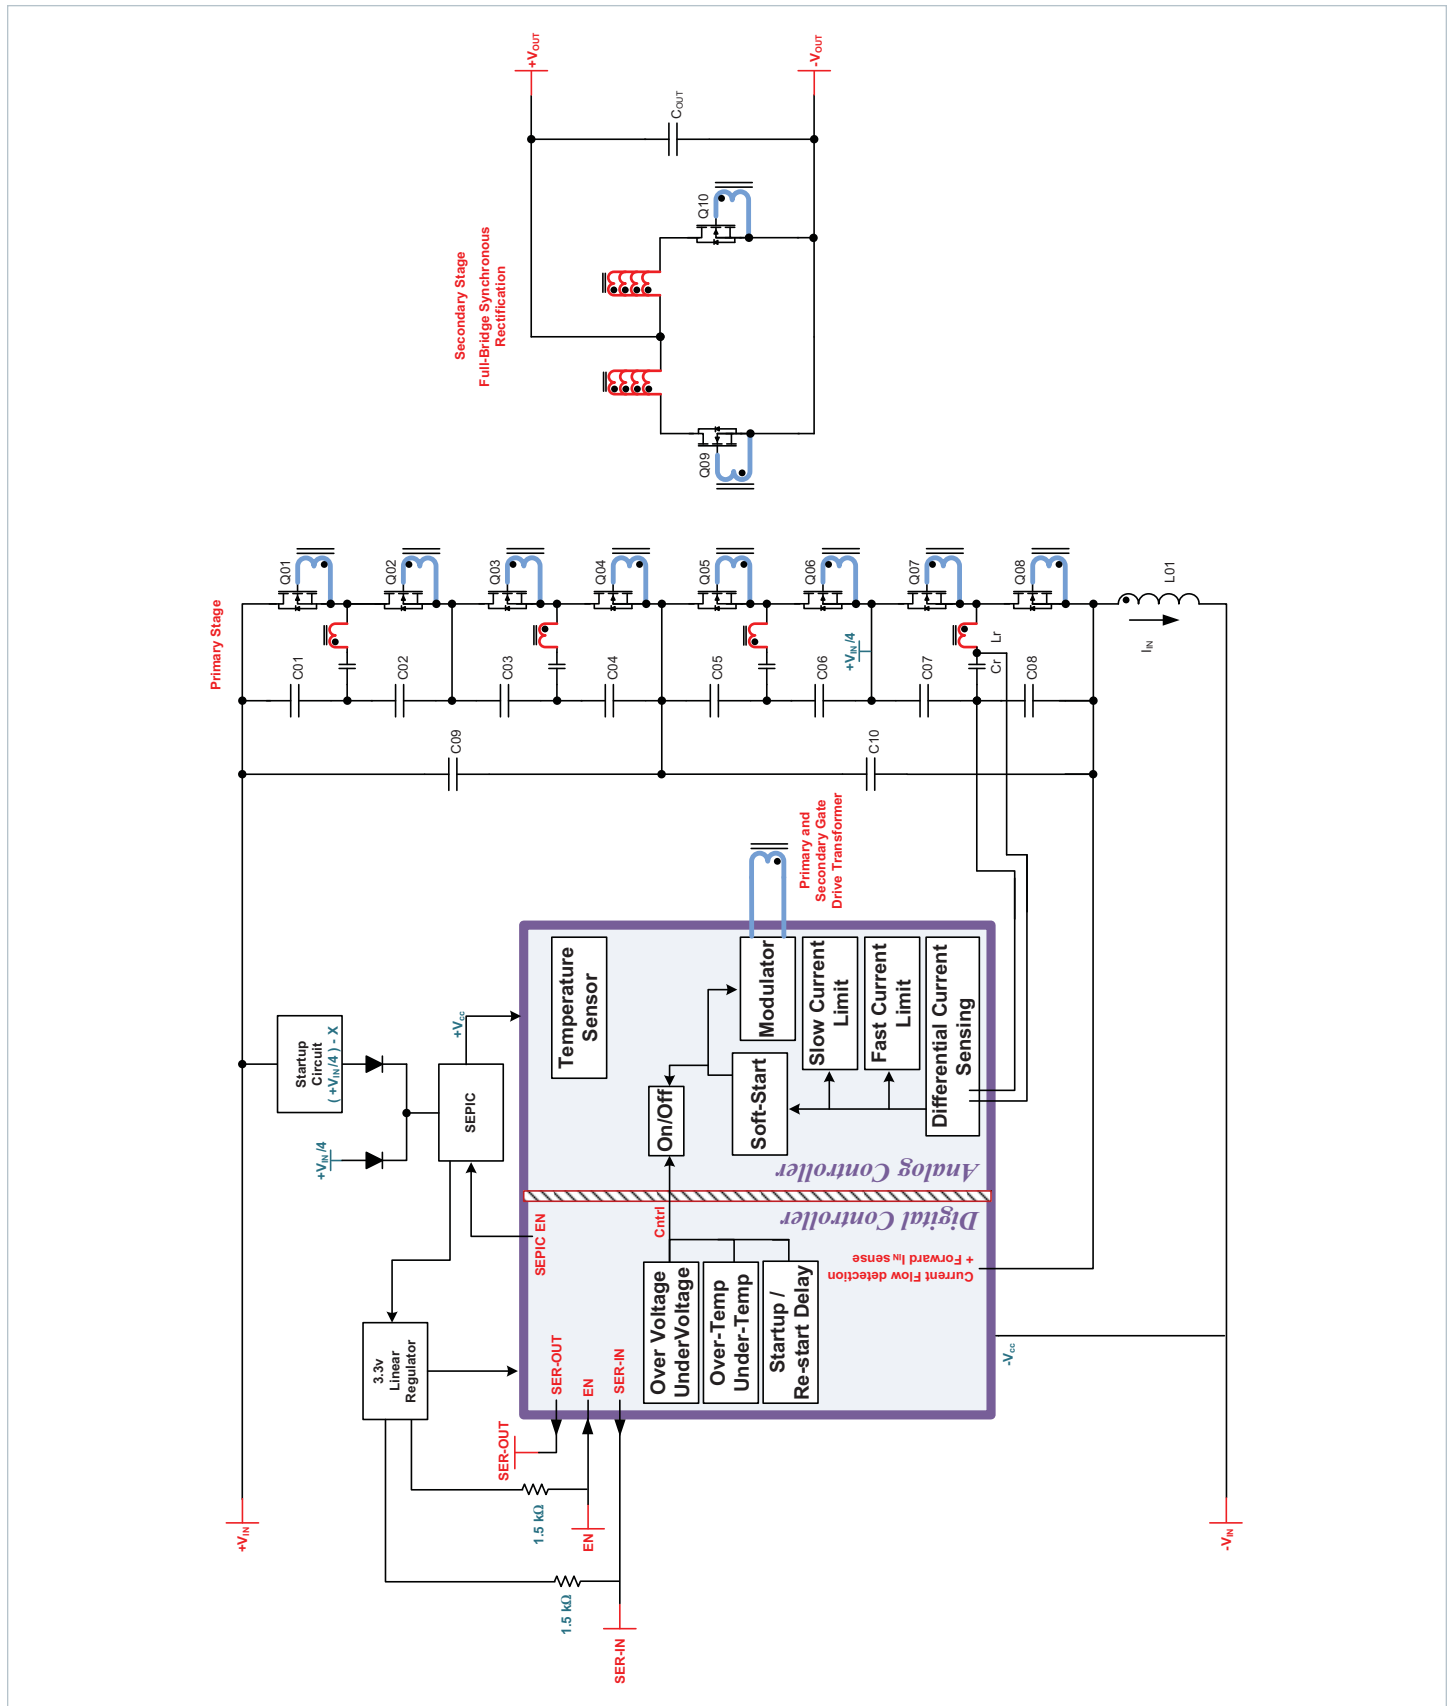 +VIN
-VIN
SER-IN
EN
SER-OUT
1.5 kΩ
1.5 kΩ
3.3v
Linear
Regulator
SER-OUT
EN
SER-IN
SEPIC EN
Startup
Circuit
( +VIN/4 ) - X
+VIN/4
SEPIC
+Vcc
-Vcc
Over Voltage
UnderVoltage
Over-Temp
Under-Temp
Startup /
Re-start Delay
Cntrl
Digital Controller
Current Flow detection
+ Forward IIN sense
Analog Controller
Temperature
Sensor
On/Off
Soft-Start
Modulator
Slow Current
Limit
Fast Current
Limit
Differential Current
Sensing
Primary and
Secondary Gate
Drive Transformer
C09
C10
Primary Stage
C01
C02
C03
C04
C05
C06
+VIN/4
C07
C08
Cr
Lr
Q01
Q02
Q03
Q04
Q05
Q06
Q07
Q08
L01
IIN
Secondary Stage
Full-Bridge Synchronous
Rectification
Q09
Q10
COUT
+VOUT
-VOUT